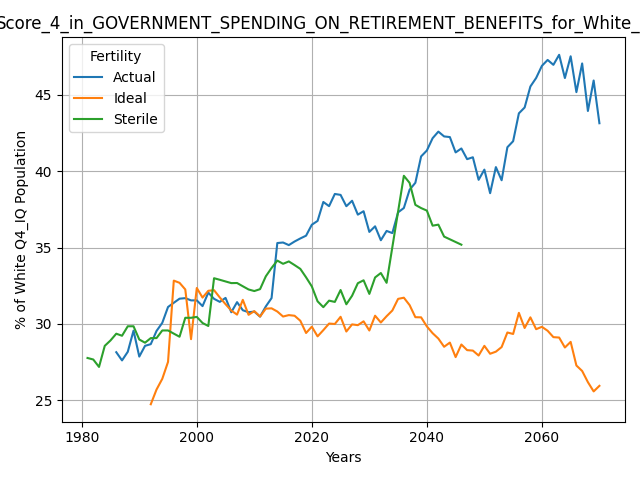 Score_4_in_GOVERNMENT_SPENDING_ON_RETIREMENT_BENEFITS_for_White_
Fertility
Actual
Ideal
Sterile
% of White Q4_IQ Population
45
40
35
30
25
1980
2000
2020
2040
2060
Years